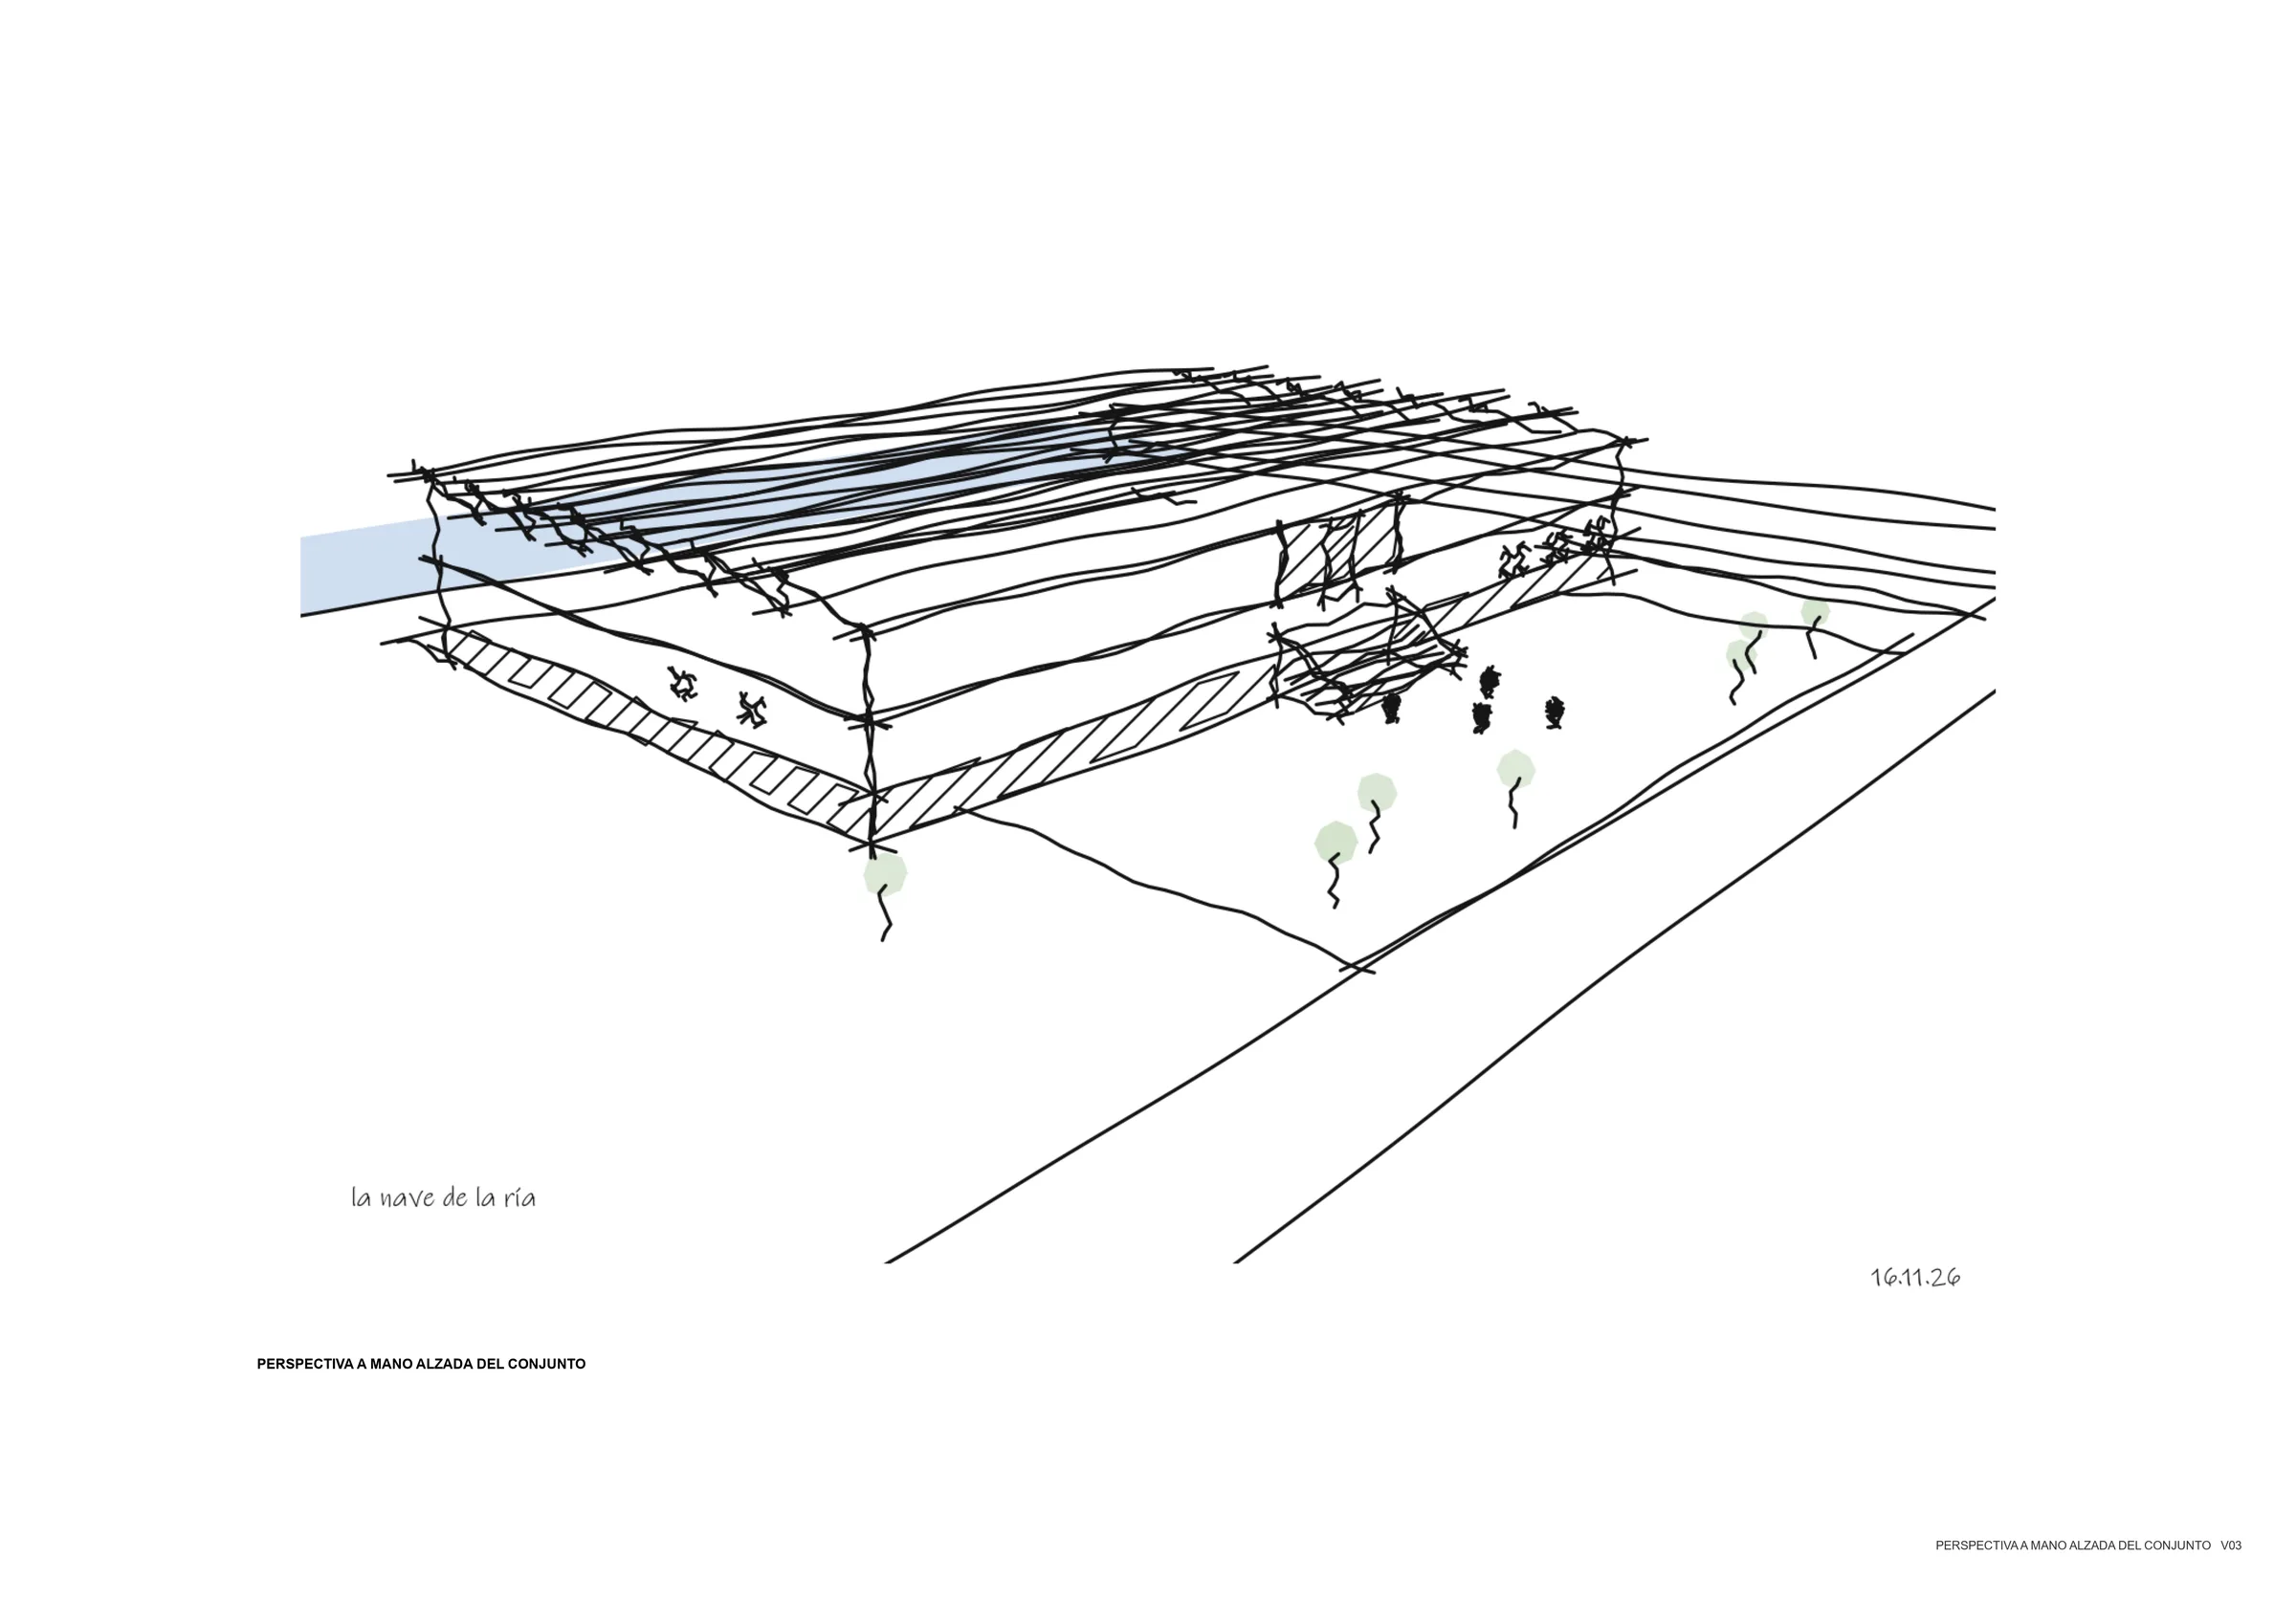 la nave de la ría
16.11.26
PERSPECTIVA A MANO ALZADA DEL CONJUNTO
PERSPECTIVA A MANO ALZADA DEL CONJUNTO V03